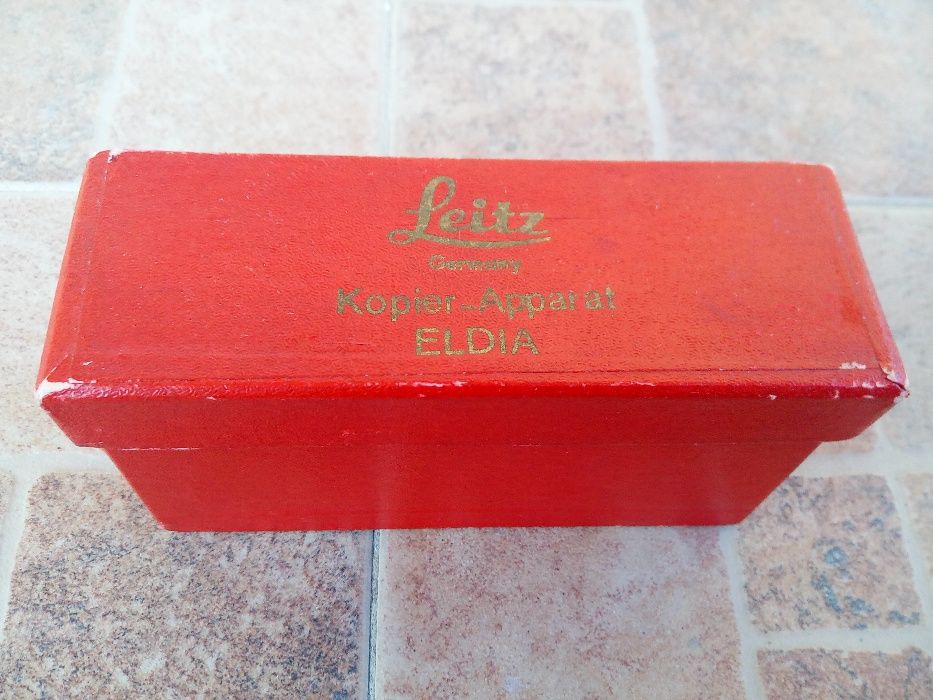 Leitz
Germany
Kopier-Apparat
ELDIA